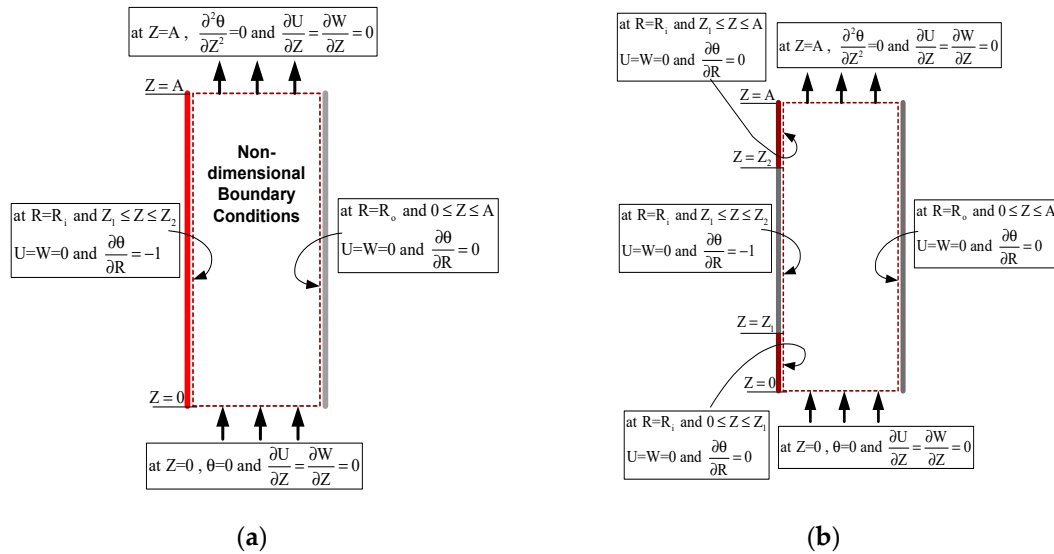 at Z=A , ∂²θ/∂Z²=0 and ∂U/∂Z=∂W/∂Z=0
Z=A
Non-
dimensional
Boundary
Conditions
at R=Rᵢ and Z₁≤Z≤Z₂
U=W=0 and ∂θ/∂R=−1
at R=Rₒ and 0≤Z≤A
U=W=0 and ∂θ/∂R=0
Z=0
at Z=0 , θ=0 and ∂U/∂Z=∂W/∂Z=0
(a)
at R=Rᵢ and Z₁≤Z≤A
U=W=0 and ∂θ/∂R=0
at Z=A , ∂²θ/∂Z²=0 and ∂U/∂Z=∂W/∂Z=0
Z=A
Z=Z₂
at R=Rᵢ and Z₁≤Z≤Z₂
U=W=0 and ∂θ/∂R=−1
at R=Rₒ and 0≤Z≤A
U=W=0 and ∂θ/∂R=0
Z=Z₁
Z=0
at R=Rᵢ and 0≤Z≤Z₁
U=W=0 and ∂θ/∂R=0
at Z=0 , θ=0 and ∂U/∂Z=∂W/∂Z=0
(b)